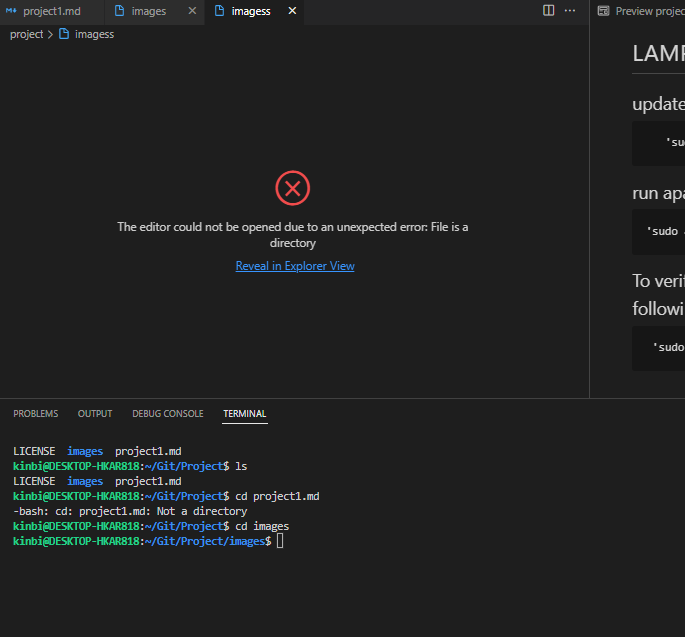 project1.md
images
imagess
project > imagess
The editor could not be opened due to an unexpected error: File is a
directory
Reveal in Explorer View
Preview projec
LAMP
update
'sud
run apa
'sudo
To verif
followi
'sudo
PROBLEMS OUTPUT DEBUG CONSOLE TERMINAL
LICENSE images project1.md
kinbi@DESKTOP-HKAR818:~/Git/Project$ ls
LICENSE images project1.md
kinbi@DESKTOP-HKAR818:~/Git/Project$ cd project1.md
-bash: cd: project1.md: Not a directory
kinbi@DESKTOP-HKAR818:~/Git/Project$ cd images
kinbi@DESKTOP-HKAR818:~/Git/Project/images$